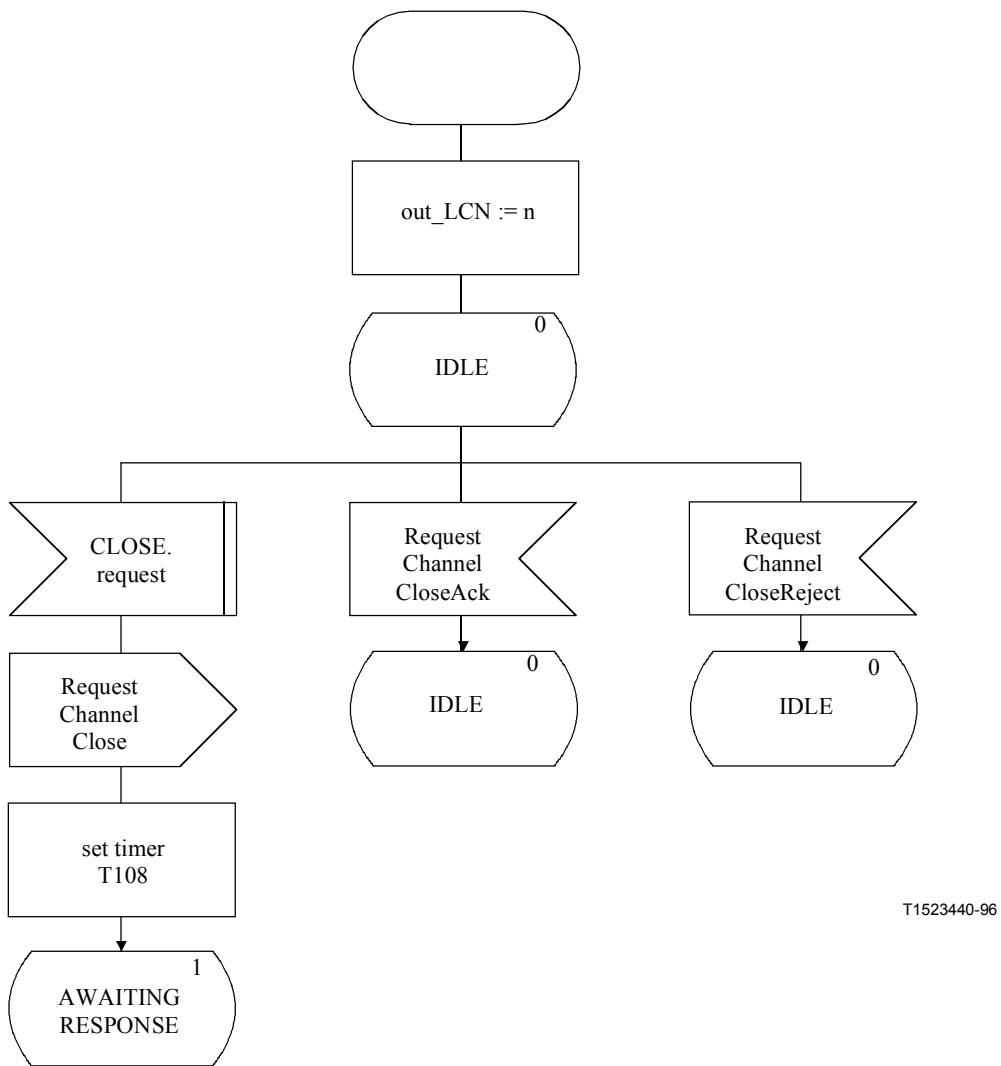 out_LCN := n
0
IDLE
CLOSE.
request
Request
Channel
CloseAck
Request
Channel
CloseReject
Request
Channel
Close
0
IDLE
0
IDLE
set timer
T108
T1523440-96
1
AWAITING
RESPONSE